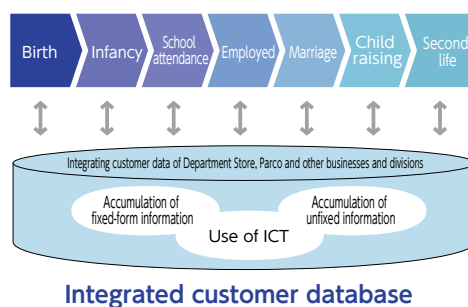 Birth
Infancy
School
attendance
Employed
Marriage
Child
raising
Second
life
Integrating customer data of Department Store, Parco and other businesses and divisions
Accumulation of
fixed-form information
Accumulation of
unfixed information
Use of ICT
Integrated customer database